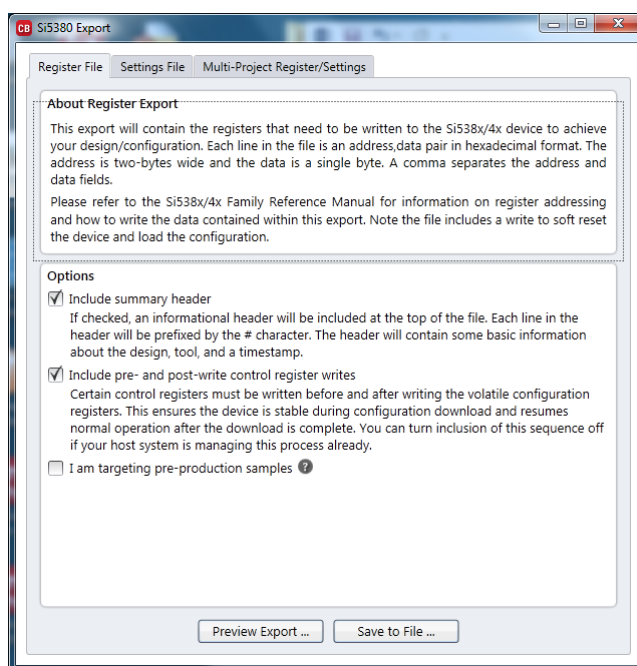 CB Si5380 Export
Register File Settings File Multi-Project Register/Settings
About Register Export
This export will contain the registers that need to be written to the Si538x/4x device to achieve
your design/configuration. Each line in the file is an address,data pair in hexadecimal format. The
address is two-bytes wide and the data is a single byte. A comma separates the address and
data fields.
Please refer to the Si538x/4x Family Reference Manual for information on register addressing
and how to write the data contained within this export. Note the file includes a write to soft reset
the device and load the configuration.
Options
Include summary header
If checked, an informational header will be included at the top of the file. Each line in the
header will be prefixed by the # character. The header will contain some basic information
about the design, tool, and a timestamp.
Include pre- and post-write control register writes
Certain control registers must be written before and after writing the volatile configuration
registers. This ensures the device is stable during configuration download and resumes
normal operation after the download is complete. You can turn inclusion of this sequence off
if your host system is managing this process already.
I am targeting pre-production samples ?
Preview Export ... Save to File ...